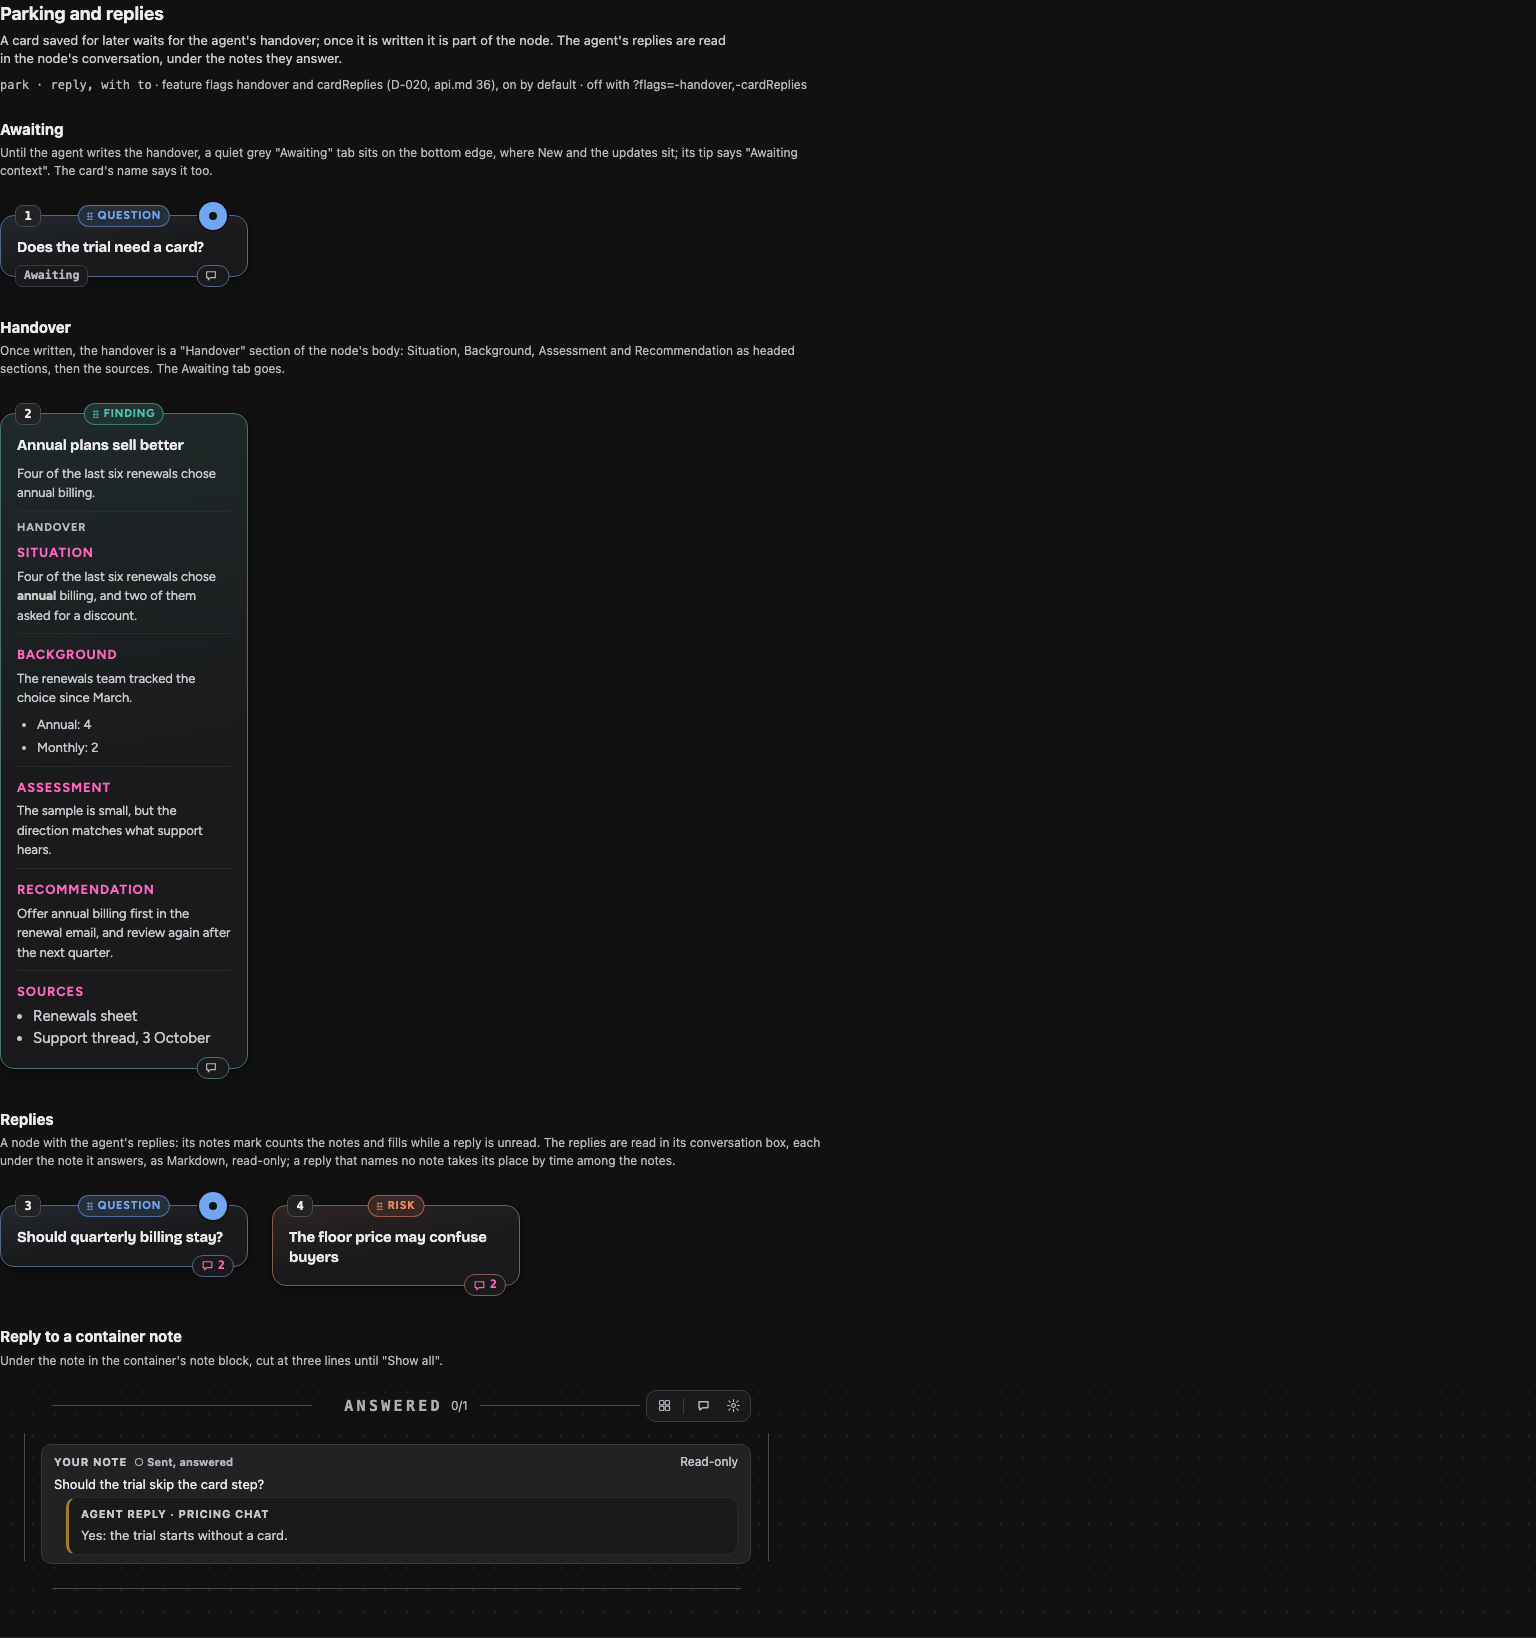 Parking and replies
A card saved for later waits for the agent's handover; once it is written it is part of the node. The agent's replies are read
in the node's conversation, under the notes they answer.
park · reply, with to · feature flags handover and cardReplies (D-020, api.md 36), on by default · off with ?flags=-handover,-cardReplies
Awaiting
Until the agent writes the handover, a quiet grey "Awaiting" tab sits on the bottom edge, where New and the updates sit; its tip says "Awaiting
context". The card's name says it too.
1
QUESTION
Does the trial need a card?
Awaiting
Handover
Once written, the handover is a "Handover" section of the node's body: Situation, Background, Assessment and Recommendation as headed
sections, then the sources. The Awaiting tab goes.
2
FINDING
Annual plans sell better
Four of the last six renewals chose
annual billing.
HANDOVER
SITUATION
Four of the last six renewals chose
annual billing, and two of them
asked for a discount.
BACKGROUND
The renewals team tracked the
choice since March.
• Annual: 4
• Monthly: 2
ASSESSMENT
The sample is small, but the
direction matches what support
hears.
RECOMMENDATION
Offer annual billing first in the
renewal email, and review again after
the next quarter.
SOURCES
• Renewals sheet
• Support thread, 3 October
Replies
A node with the agent's replies: its notes mark counts the notes and fills while a reply is unread. The replies are read in its conversation box, each
under the note it answers, as Markdown, read-only; a reply that names no note takes its place by time among the notes.
3
QUESTION
Should quarterly billing stay?
2
4
RISK
The floor price may confuse
buyers
2
Reply to a container note
Under the note in the container's note block, cut at three lines until "Show all".
ANSWERED 0/1
YOUR NOTE Sent, answered
Read-only
Should the trial skip the card step?
AGENT REPLY · PRICING CHAT
Yes: the trial starts without a card.